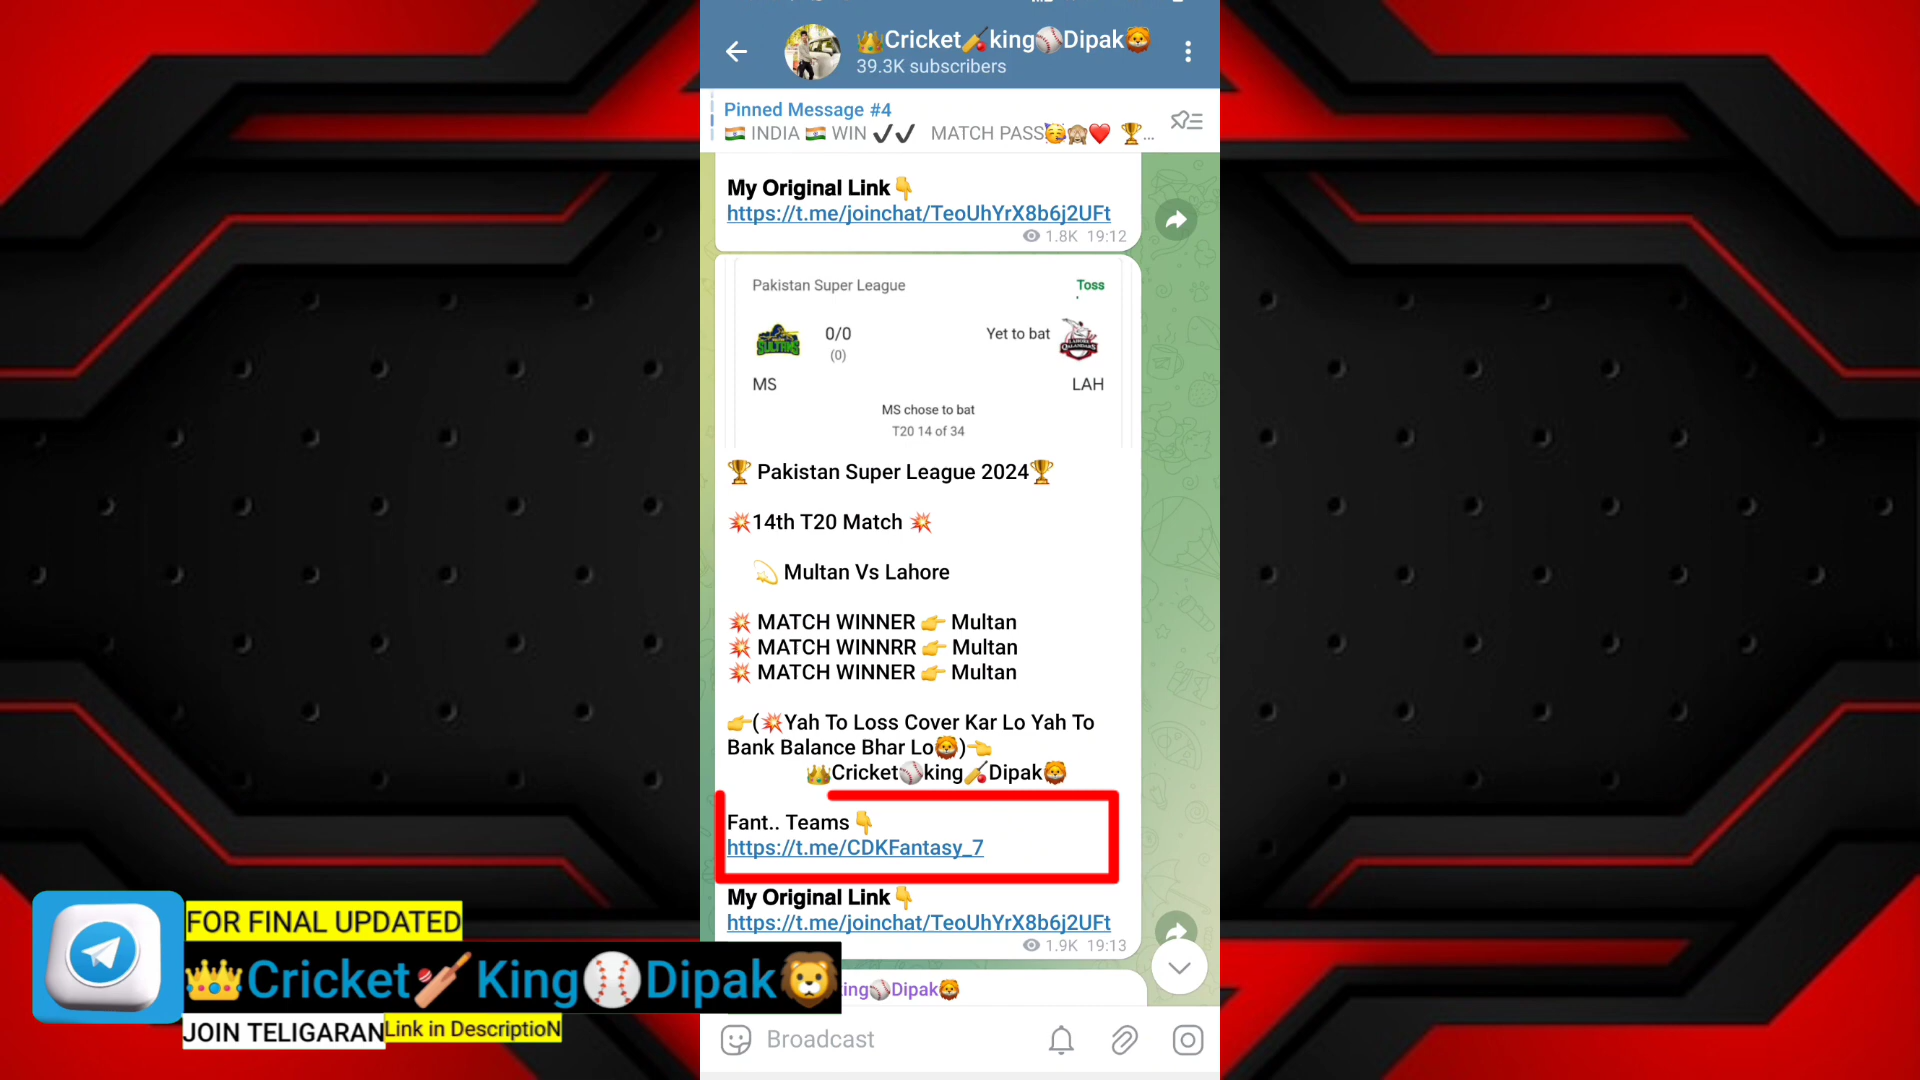 👑Cricket🏏king⚾Dipak🦁
39.3K subscribers
Pinned Message #4
🇮🇳 INDIA 🇮🇳 WIN ✔✔ MATCH PASS🥳🙈❤️ 🏆...
My Original Link👇
https://t.me/joinchat/TeoUhYrX8b6j2UFt
1.8K 19:12
Pakistan Super League
Toss
SULTANS
0/0
(0)
Yet to bat
QALANDARS
MS
LAH
MS chose to bat
T20 14 of 34
🏆 Pakistan Super League 2024🏆
💥14th T20 Match 💥
💫 Multan Vs Lahore
💥 MATCH WINNER 👉 Multan
💥 MATCH WINNRR 👉 Multan
💥 MATCH WINNER 👉 Multan
👉(💥Yah To Loss Cover Kar Lo Yah To
Bank Balance Bhar Lo🦁)👈
👑Cricket⚾king🏏Dipak🦁
Fant.. Teams👇
https://t.me/CDKFantasy_7
My Original Link👇
https://t.me/joinchat/TeoUhYrX8b6j2UFt
1.9K 19:13
ing⚾Dipak🦁
Broadcast
FOR FINAL UPDATED
👑Cricket🏏King⚾Dipak🦁
JOIN TELIGARAN
Link in DescriptioN